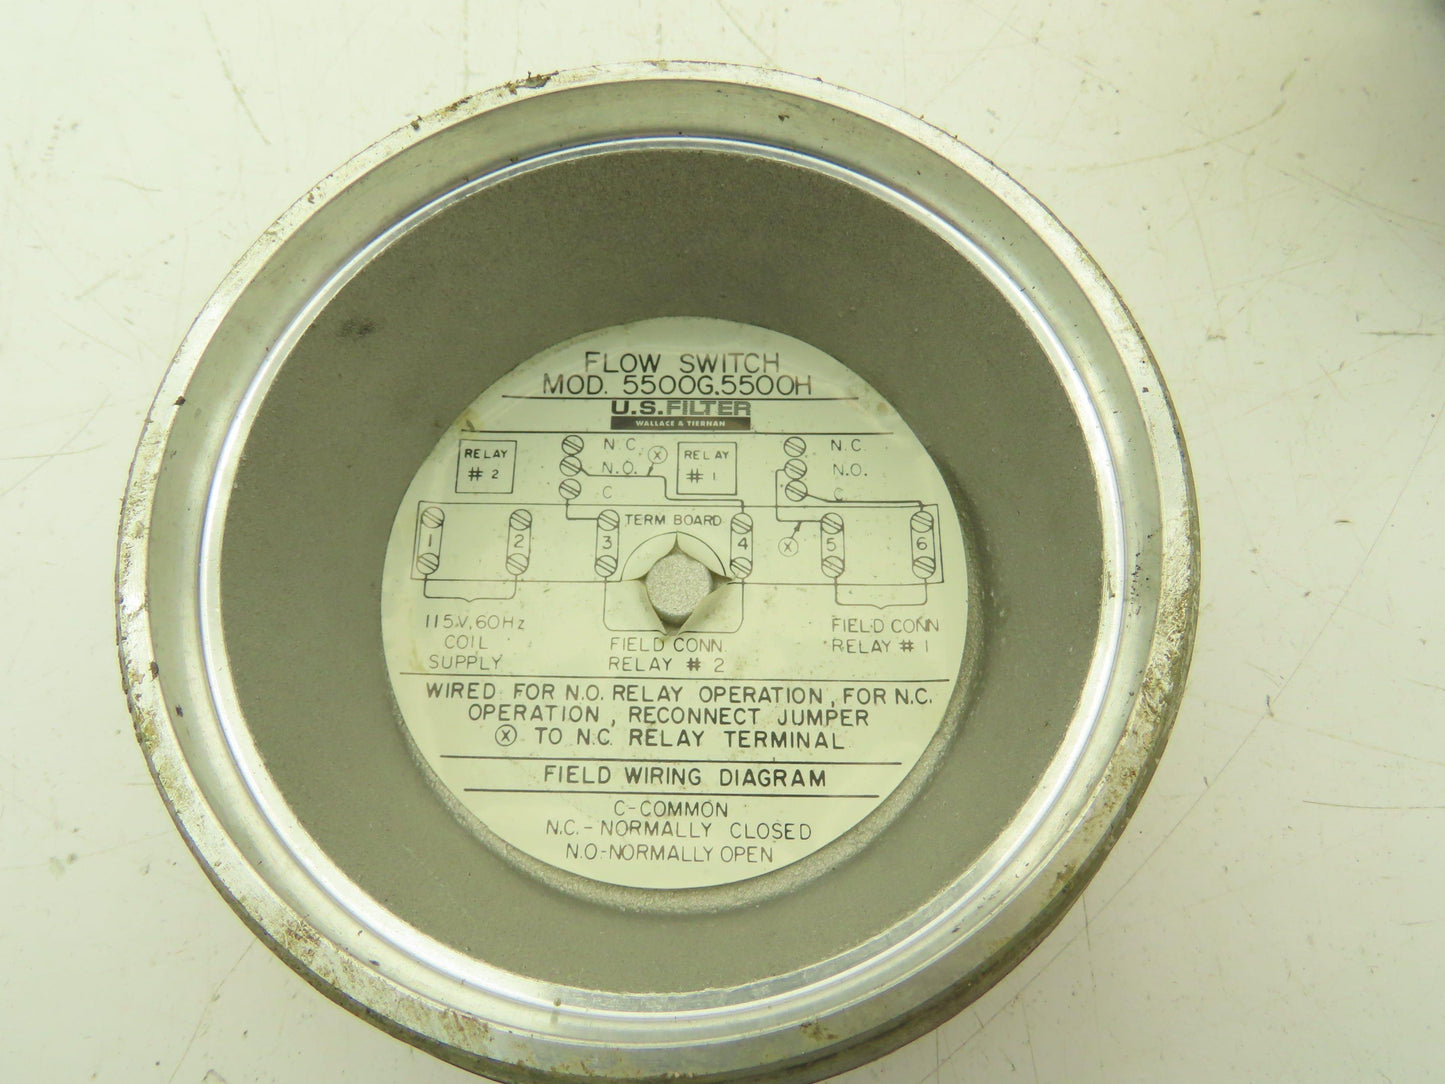 FLOW SWITCH
MOD. 5500G,5500H
U.S.FILTER
WALLACE & TIERNAN
RELAY
# 2
N.C.
N.O.
C
X
RELAY
# 1
N.C.
N.O.
C
TERM BOARD
1
2
3
4
X
5
6
115V,60Hz
COIL
SUPPLY
FIELD CONN.
RELAY # 2
FIELD CONN
RELAY # 1
WIRED FOR N.O. RELAY OPERATION, FOR N.C.
OPERATION, RECONNECT JUMPER
X TO N.C. RELAY TERMINAL
FIELD WIRING DIAGRAM
C-COMMON
N.C.-NORMALLY CLOSED
N.O-NORMALLY OPEN